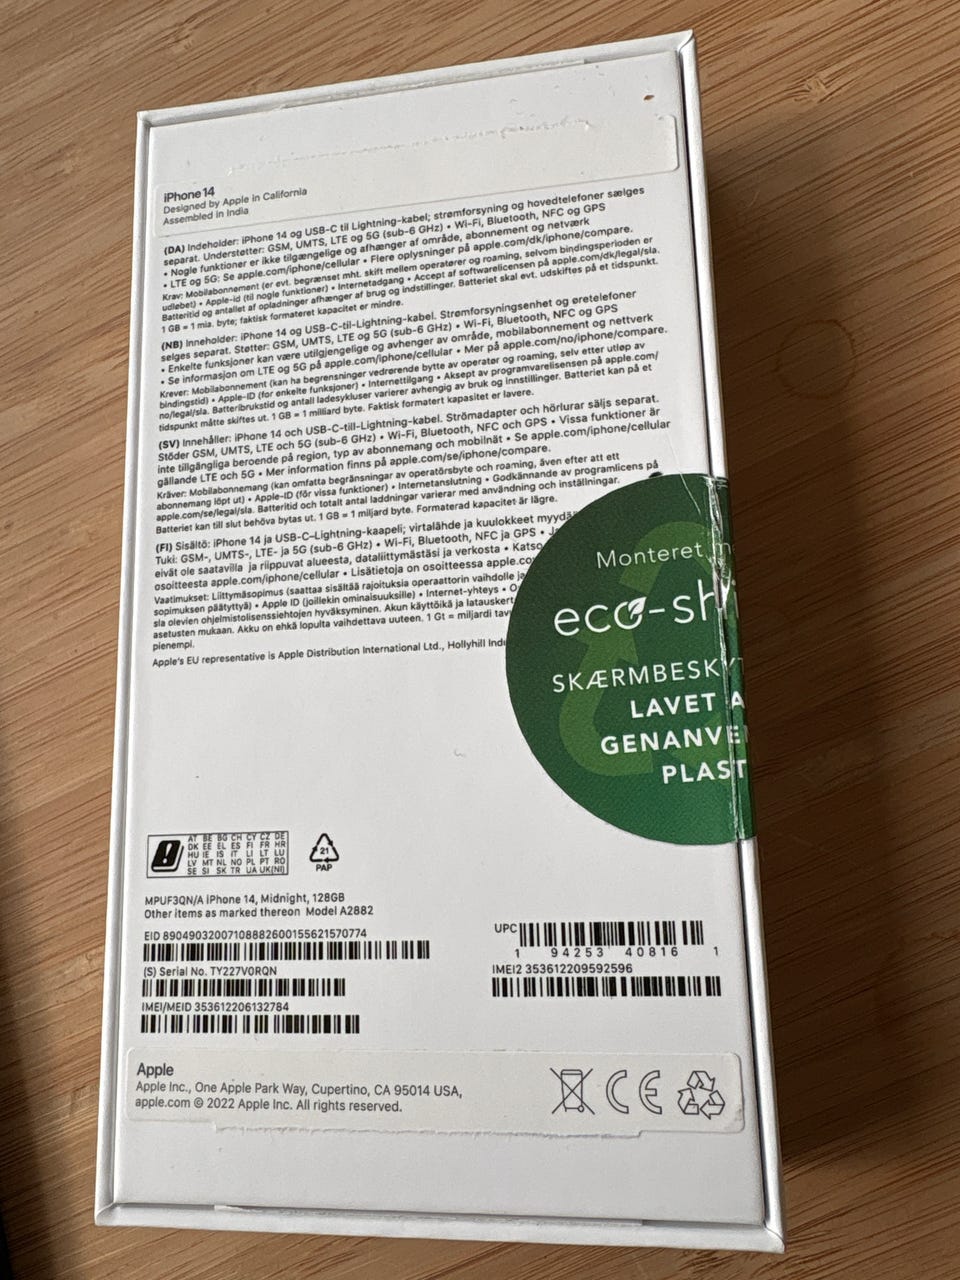 iPhone 14
Designed by Apple in California
Assembled in India
(DA) Indeholder: iPhone 14 og USB-C til Lightning-kabel; strømforsyning og hovedtelefoner sælges
separat. Understøtter: GSM, UMTS, LTE og 5G (sub-6 GHz) • Wi-Fi, Bluetooth, NFC og GPS
• Nogle funktioner er ikke tilgængelige og afhænger af område, abonnement og netværk
• LTE og 5G: Se apple.com/iphone/cellular • Flere oplysninger på apple.com/dk/iphone/compare.
Krav: Mobilabonnement (er evt. begrænset mht. skift mellem operatører og roaming, selvom bindingsperioden er
udløbet) • Apple-id (til nogle funktioner) • Internetadgang • Accept af softwarelicensen på apple.com/dk/legal/sla.
Batteritid og antallet af opladninger afhænger af brug og indstillinger. Batteriet skal evt. udskiftes på et tidspunkt.
1 GB = 1 mia. byte; faktisk formateret kapacitet er mindre.
(NB) Inneholder: iPhone 14 og USB-C-til-Lightning-kabel. Strømforsyningsenhet og øretelefoner
selges separat. Støtter: GSM, UMTS, LTE og 5G (sub-6 GHz) • Wi-Fi, Bluetooth, NFC og GPS
• Enkelte funksjoner kan være utilgjengelige og avhenger av område, mobilabonnement og nettverk
• Se informasjon om LTE og 5G på apple.com/iphone/cellular • Mer på apple.com/no/iphone/compare.
Krever: Mobilabonnement (kan ha begrensninger vedrørende bytte av operatør og roaming, selv etter utløp av
bindingstid) • Apple-ID (for enkelte funksjoner) • Internettilgang • Aksept av programvarelisensen på apple.com/
no/legal/sla. Batteribrukstid og antall ladesykluser varierer avhengig av bruk og innstillinger. Batteriet kan på et
tidspunkt måtte skiftes ut. 1 GB = 1 milliard byte. Faktisk formatert kapasitet er lavere.
(SV) Innehåller: iPhone 14 och USB-C-till-Lightning-kabel. Strömadapter och hörlurar säljs separat.
Stöder GSM, UMTS, LTE och 5G (sub-6 GHz) • Wi-Fi, Bluetooth, NFC och GPS • Vissa funktioner är
inte tillgängliga beroende på region, typ av abonnemang och mobilnät • Se apple.com/iphone/cellular
gällande LTE och 5G • Mer information finns på apple.com/se/iphone/compare.
Kräver: Mobilabonnemang (kan omfatta begränsningar av operatörsbyte och roaming, även efter att ett
abonnemang löpt ut) • Apple-ID (för vissa funktioner) • Internetanslutning • Godkännande av programlicens på
apple.com/se/legal/sla. Batteritid och totalt antal laddningar varierar med användning och inställningar.
Batteriet kan till slut behöva bytas ut. 1 GB = 1 miljard byte. Formaterad kapacitet är lägre.
(FI) Sisältö: iPhone 14 ja USB-C–Lightning-kaapeli; virtalähde ja kuulokkeet myydä
Tuki: GSM-, UMTS-, LTE- ja 5G (sub-6 GHz) • Wi-Fi, Bluetooth, NFC ja GPS •
eivät ole saatavilla ja riippuvat alueesta, dataliittymästäsi ja verkosta • Katso
osoitteesta apple.com/iphone/cellular • Lisätietoja on osoitteessa apple.co
Vaatimukset: Liittymäsopimus (saattaa sisältää rajoituksia operaattorin vaihdolle ja
sopimuksen päätyttyä) • Apple ID (joillekin ominaisuuksille) • Internet-yhteys • O
sla olevien ohjelmistolisenssiehtojen hyväksyminen. Akun käyttöikä ja latauskert
asetusten mukaan. Akku on ehkä lopulta vaihdettava uuteen. 1 Gt = miljardi tavu
pienempi.
Apple's EU representative is Apple Distribution International Ltd., Hollyhill Indu
Monteret m
eco-sh
SKÆRMBESKYT
LAVET A
GENANVE
PLAST
AT BE BG CH CY CZ DE
DK EE EL ES FI FR HR
HU IE IS IT LI LT LU
LV MT NL NO PL PT RO
SE SI SK TR UA UK(NI)
21
PAP
MPUF3QN/A iPhone 14, Midnight, 128GB
Other items as marked thereon Model A2882
EID 89049032007108882600155621570774
(S) Serial No. TY227V0RQN
IMEI/MEID 353612206132784
UPC
1 94253 40816 1
IMEI2 353612209592596
Apple
Apple Inc., One Apple Park Way, Cupertino, CA 95014 USA,
apple.com © 2022 Apple Inc. All rights reserved.
CE